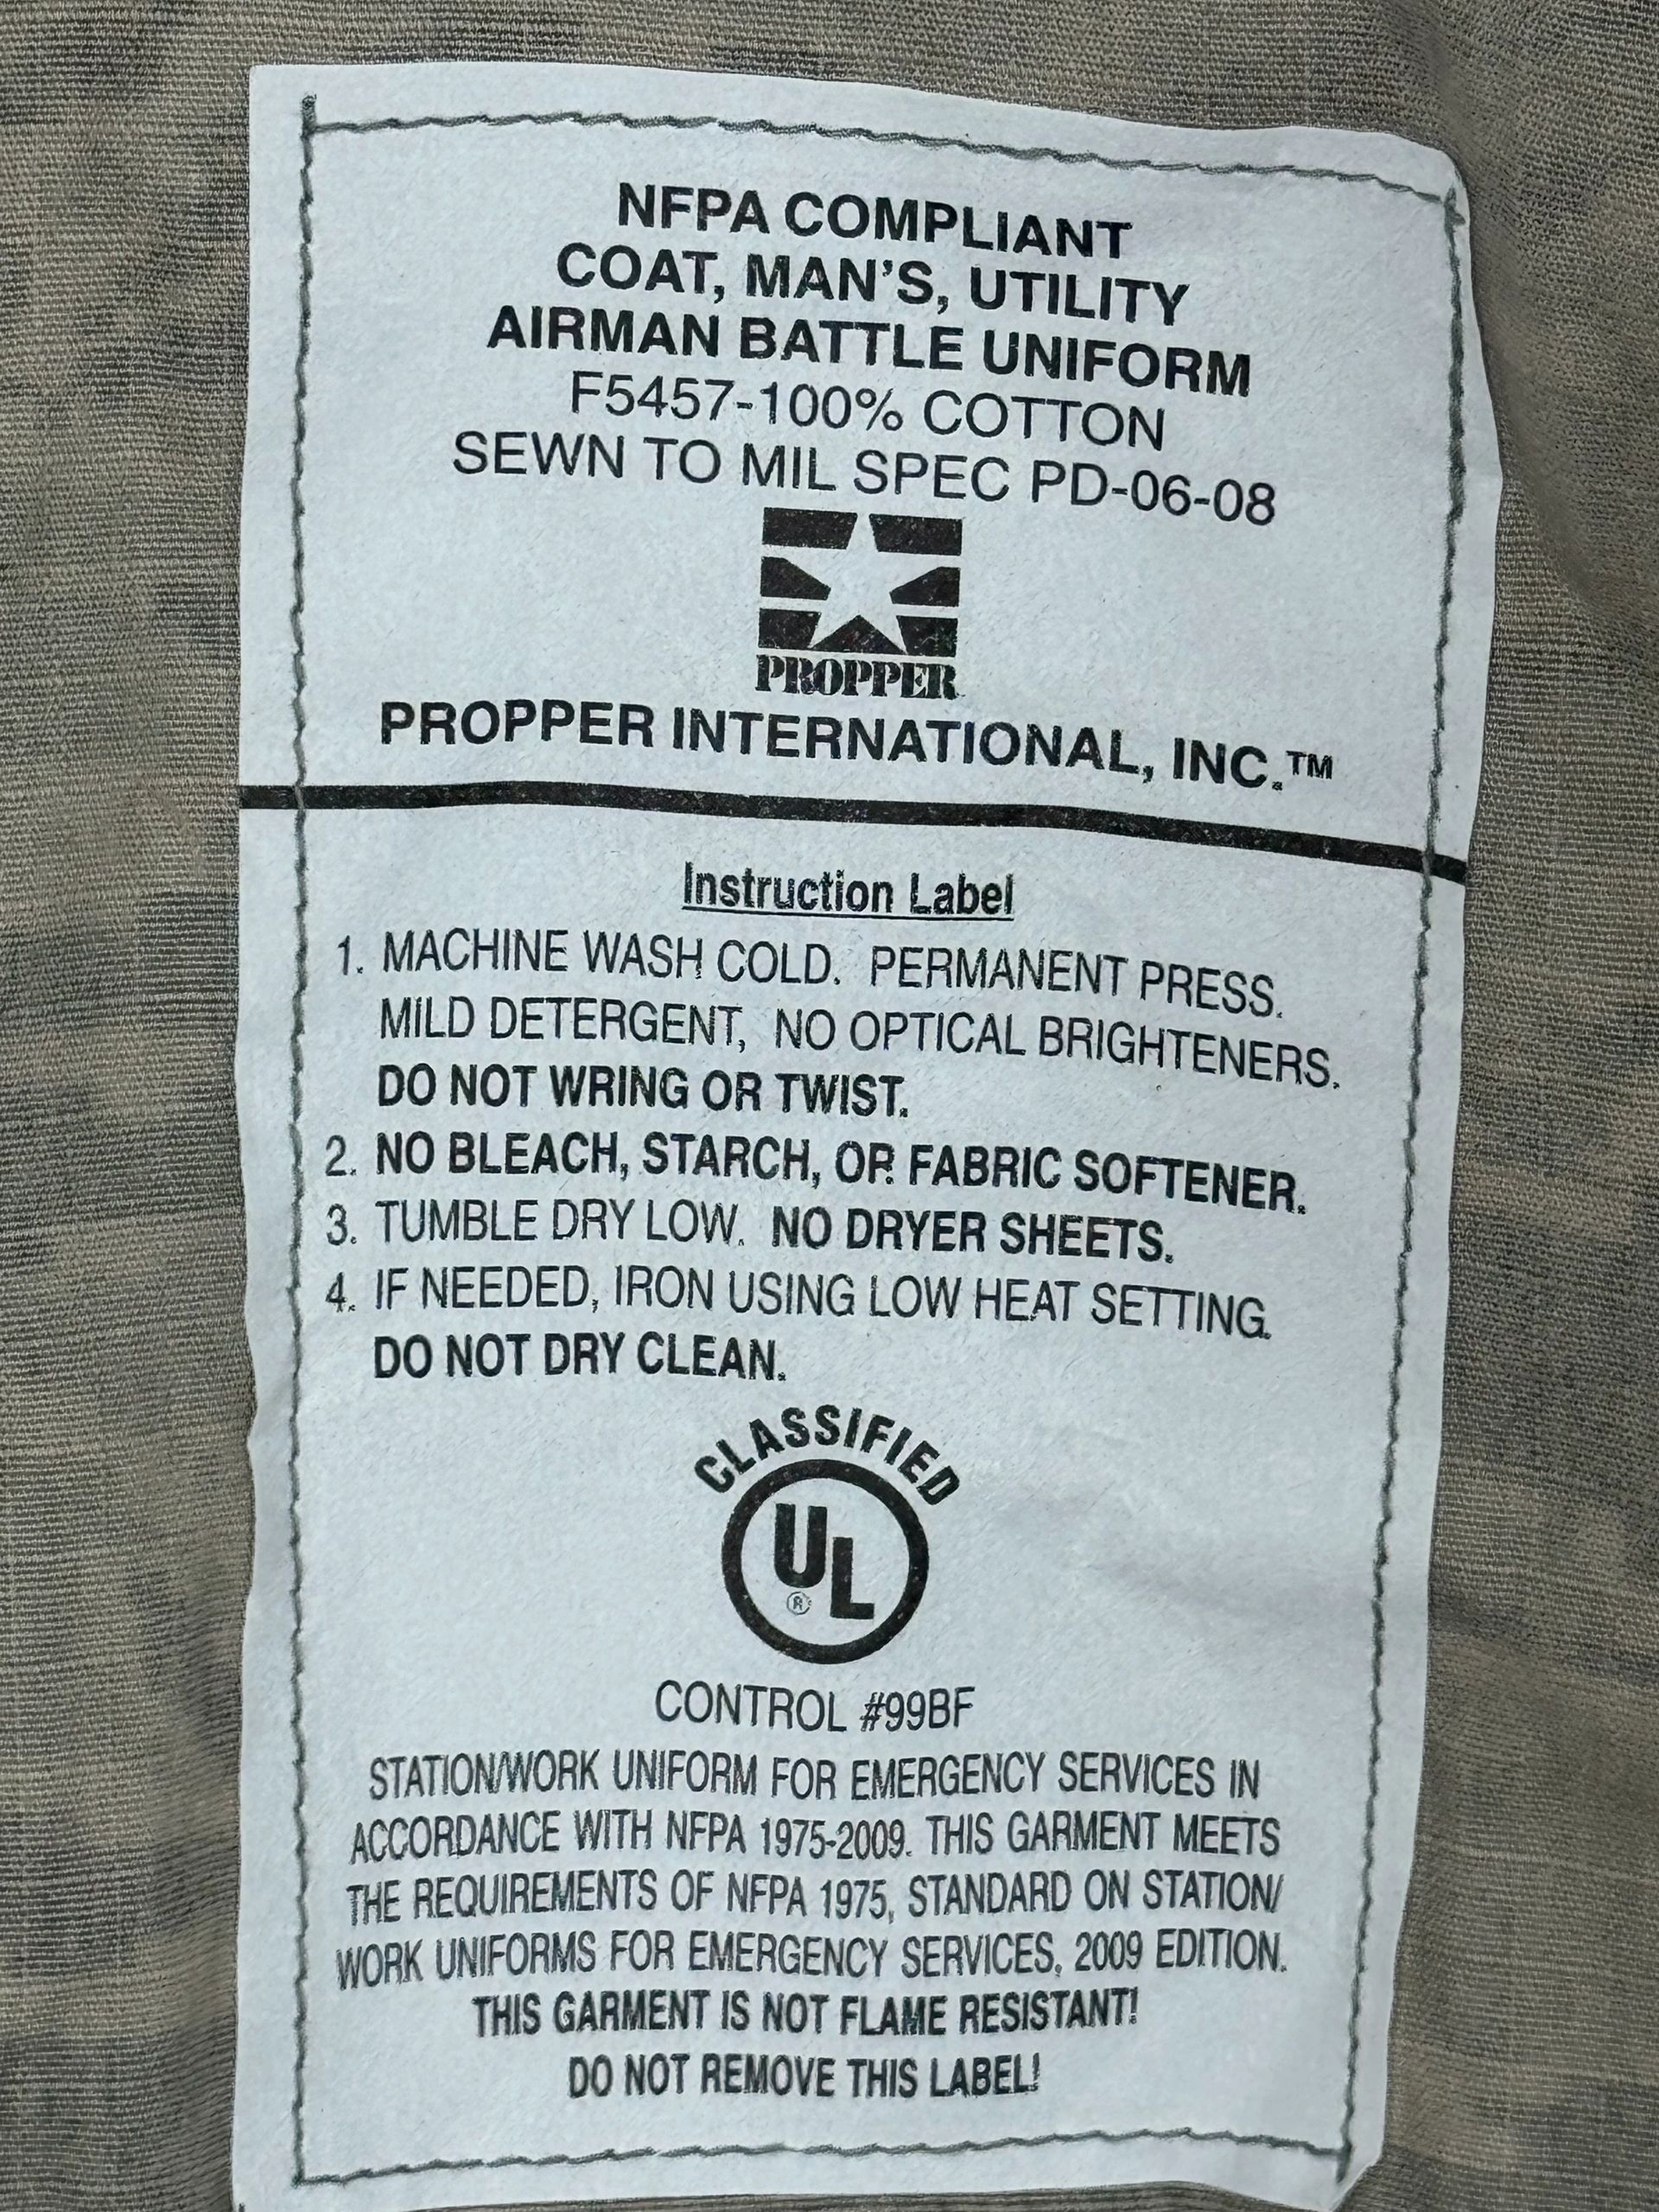 NFPA COMPLIANT
COAT, MAN'S, UTILITY
AIRMAN BATTLE UNIFORM
F5457-100% COTTON
SEWN TO MIL SPEC PD-06-08
PROPPER
PROPPER INTERNATIONAL, INC.™
Instruction Label
1. MACHINE WASH COLD. PERMANENT PRESS.
MILD DETERGENT, NO OPTICAL BRIGHTENERS.
DO NOT WRING OR TWIST.
2. NO BLEACH, STARCH, OR FABRIC SOFTENER.
3. TUMBLE DRY LOW. NO DRYER SHEETS.
4. IF NEEDED, IRON USING LOW HEAT SETTING.
DO NOT DRY CLEAN.
CLASSIFIED
UL
®
CONTROL #99BF
STATION/WORK UNIFORM FOR EMERGENCY SERVICES IN
ACCORDANCE WITH NFPA 1975-2009. THIS GARMENT MEETS
THE REQUIREMENTS OF NFPA 1975, STANDARD ON STATION/
WORK UNIFORMS FOR EMERGENCY SERVICES, 2009 EDITION.
THIS GARMENT IS NOT FLAME RESISTANT!
DO NOT REMOVE THIS LABEL!